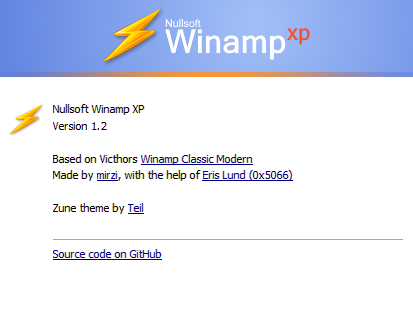 Nullsoft
Winamp xp
Nullsoft Winamp XP
Version 1.2
Based on Victhors Winamp Classic Modern
Made by mirzi, with the help of Eris Lund (0x5066)
Zune theme by Teil
Source code on GitHub